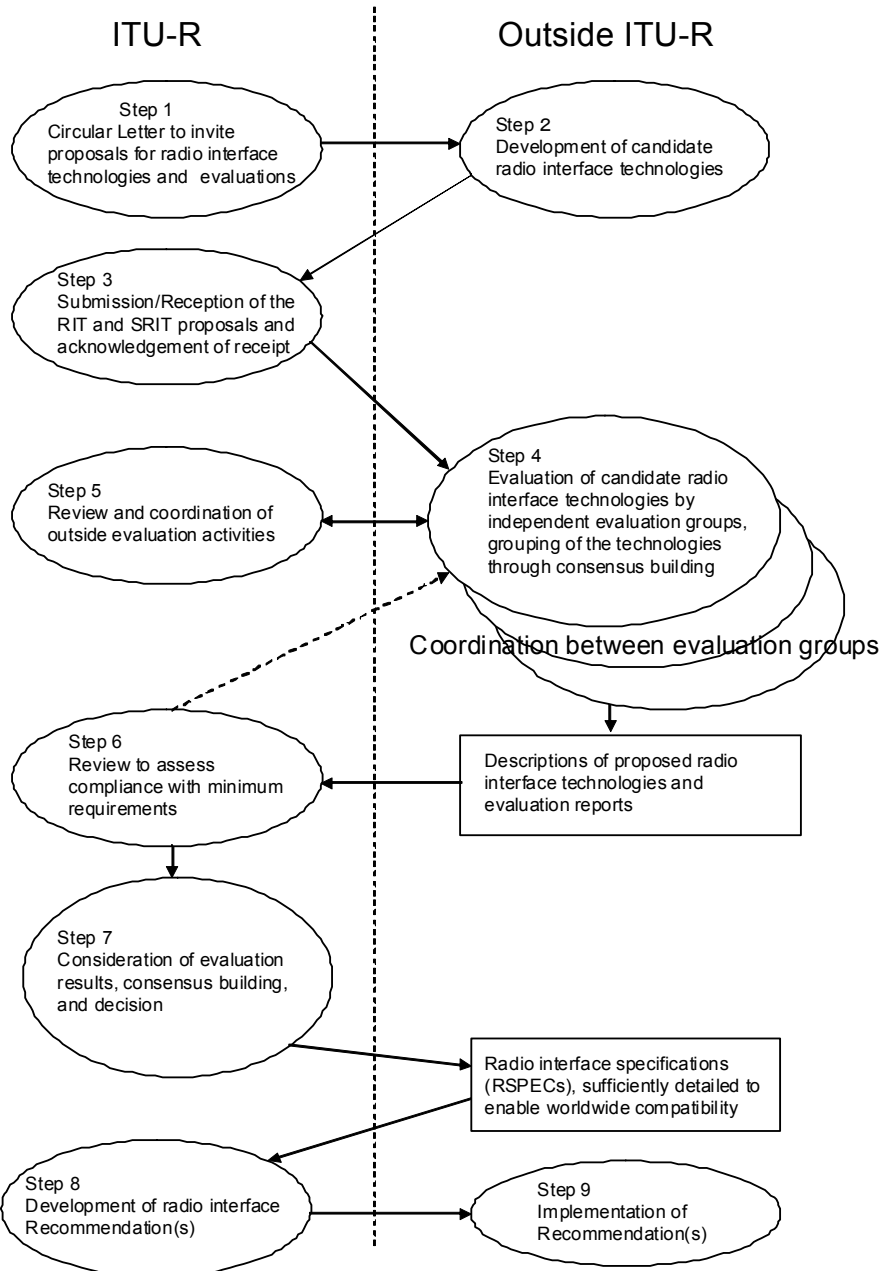 ITU-R
Outside ITU-R
Step 1
Circular Letter to invite
proposals for radio interface
technologies and evaluations
Step 2
Development of candidate
radio interface technologies
Step 3
Submission/Reception of the
RIT and SRIT proposals and
acknowledgement of receipt
Step 4
Evaluation of candidate radio
interface technologies by
independent evaluation groups,
grouping of the technologies
through consensus building
Step 5
Review and coordination of
outside evaluation activities
Coordination between evaluation groups
Step 6
Review to assess
compliance with minimum
requirements
Descriptions of proposed radio
interface technologies and
evaluation reports
Step 7
Consideration of evaluation
results, consensus building,
and decision
Radio interface specifications
(RSPECs), sufficiently detailed to
enable worldwide compatibility
Step 8
Development of radio interface
Recommendation(s)
Step 9
Implementation of
Recommendation(s)